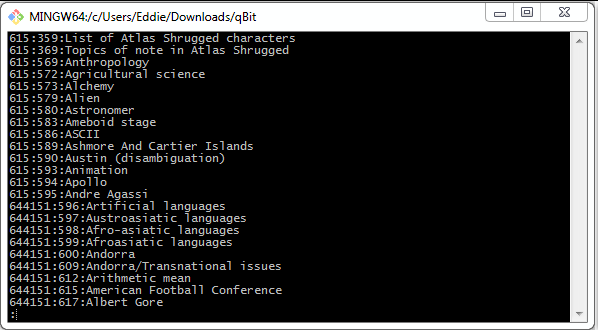 MINGW64:/c/Users/Eddie/Downloads/qBit
615:359:List of Atlas Shrugged characters
615:369:Topics of note in Atlas Shrugged
615:569:Anthropology
615:572:Agricultural science
615:573:Alchemy
615:579:Alien
615:580:Astronomer
615:583:Ameboid stage
615:586:ASCII
615:589:Ashmore And Cartier Islands
615:590:Austin (disambiguation)
615:593:Animation
615:594:Apollo
615:595:Andre Agassi
644151:596:Artificial languages
644151:597:Austroasiatic languages
644151:598:Afro-asiatic languages
644151:599:Afroasiatic languages
644151:600:Andorra
644151:609:Andorra/Transnational issues
644151:612:Arithmetic mean
644151:615:American Football Conference
644151:617:Albert Gore
: